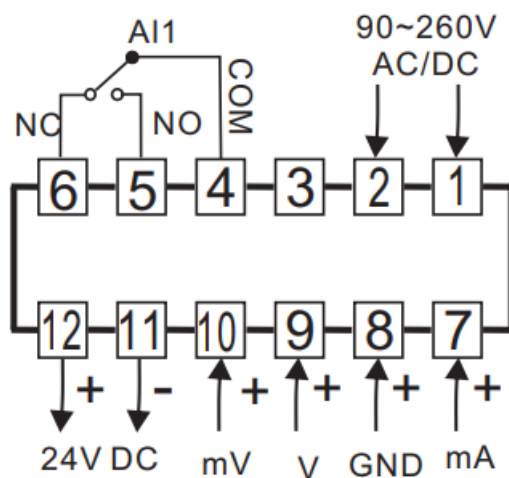 AI1
90~260V
AC/DC
COM
NC
NO
6 5 4 3 2 1
12 11 10 9 8 7
+ - + + + +
24V DC mV V GND mA